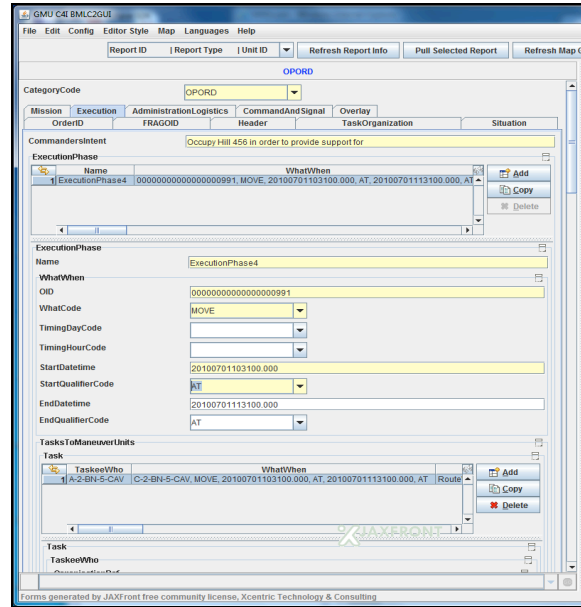 GMU C4I BMLC2GUI
File Edit Config Editor Style Map Languages Help
Report ID | Report Type | Unit ID Refresh Report Info Pull Selected Report Refresh Map
OPORD
CategoryCode OPORD
Mission Execution AdministrationLogistics CommandAndSignal Overlay
OrderID FRAGOID Header TaskOrganization Situation
CommandersIntent Occupy Hill 456 in order to provide support for
ExecutionPhase
Name WhatWhen
1 ExecutionPhase4 00000000000000000991, MOVE, 20100701103100.000, AT, 20100701113100.000, AT
Add
Copy
Delete
ExecutionPhase
Name ExecutionPhase4
WhatWhen
OID 00000000000000000991
WhatCode MOVE
TimingDayCode
TimingHourCode
StartDatetime 20100701103100.000
StartQualifierCode AT
EndDatetime 20100701113100.000
EndQualifierCode AT
TasksToManeuverUnits
Task
TaskeeWho WhatWhen
1 A-2-BN-5-CAV C-2-BN-5-CAV, MOVE, 20100701103100.000, AT, 20100701113100.000, AT Route
Add
Copy
Delete
JAXFRONT
Task
TaskeeWho
Forms generated by JAXFront free community license, Xcentric Technology & Consulting